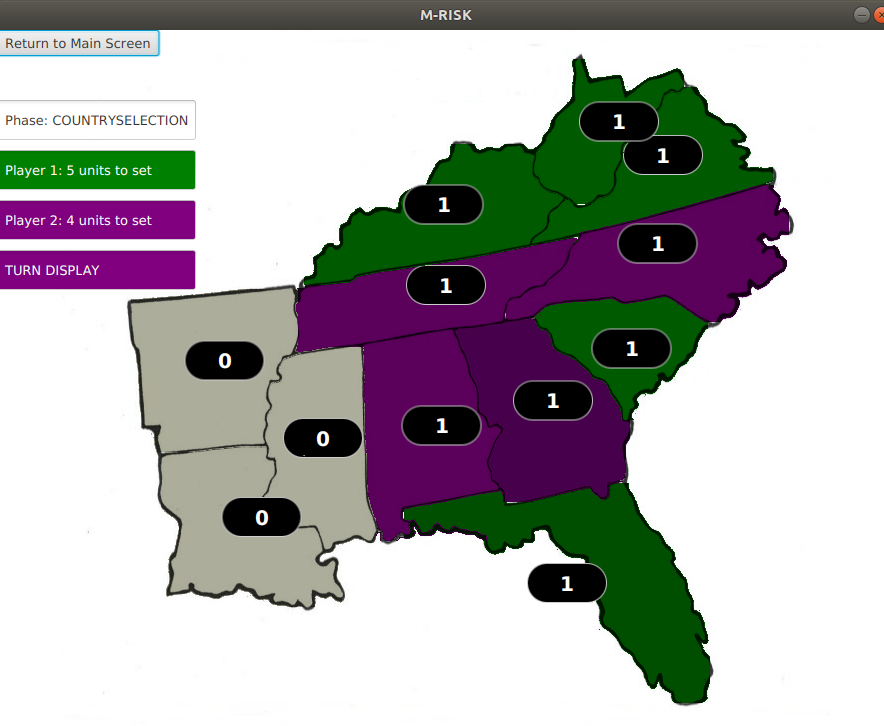 M-RISK
Return to Main Screen
Phase: COUNTRYSELECTION
Player 1: 5 units to set
Player 2: 4 units to set
TURN DISPLAY
1
1
1
1
1
1
0
1
1
0
0
1